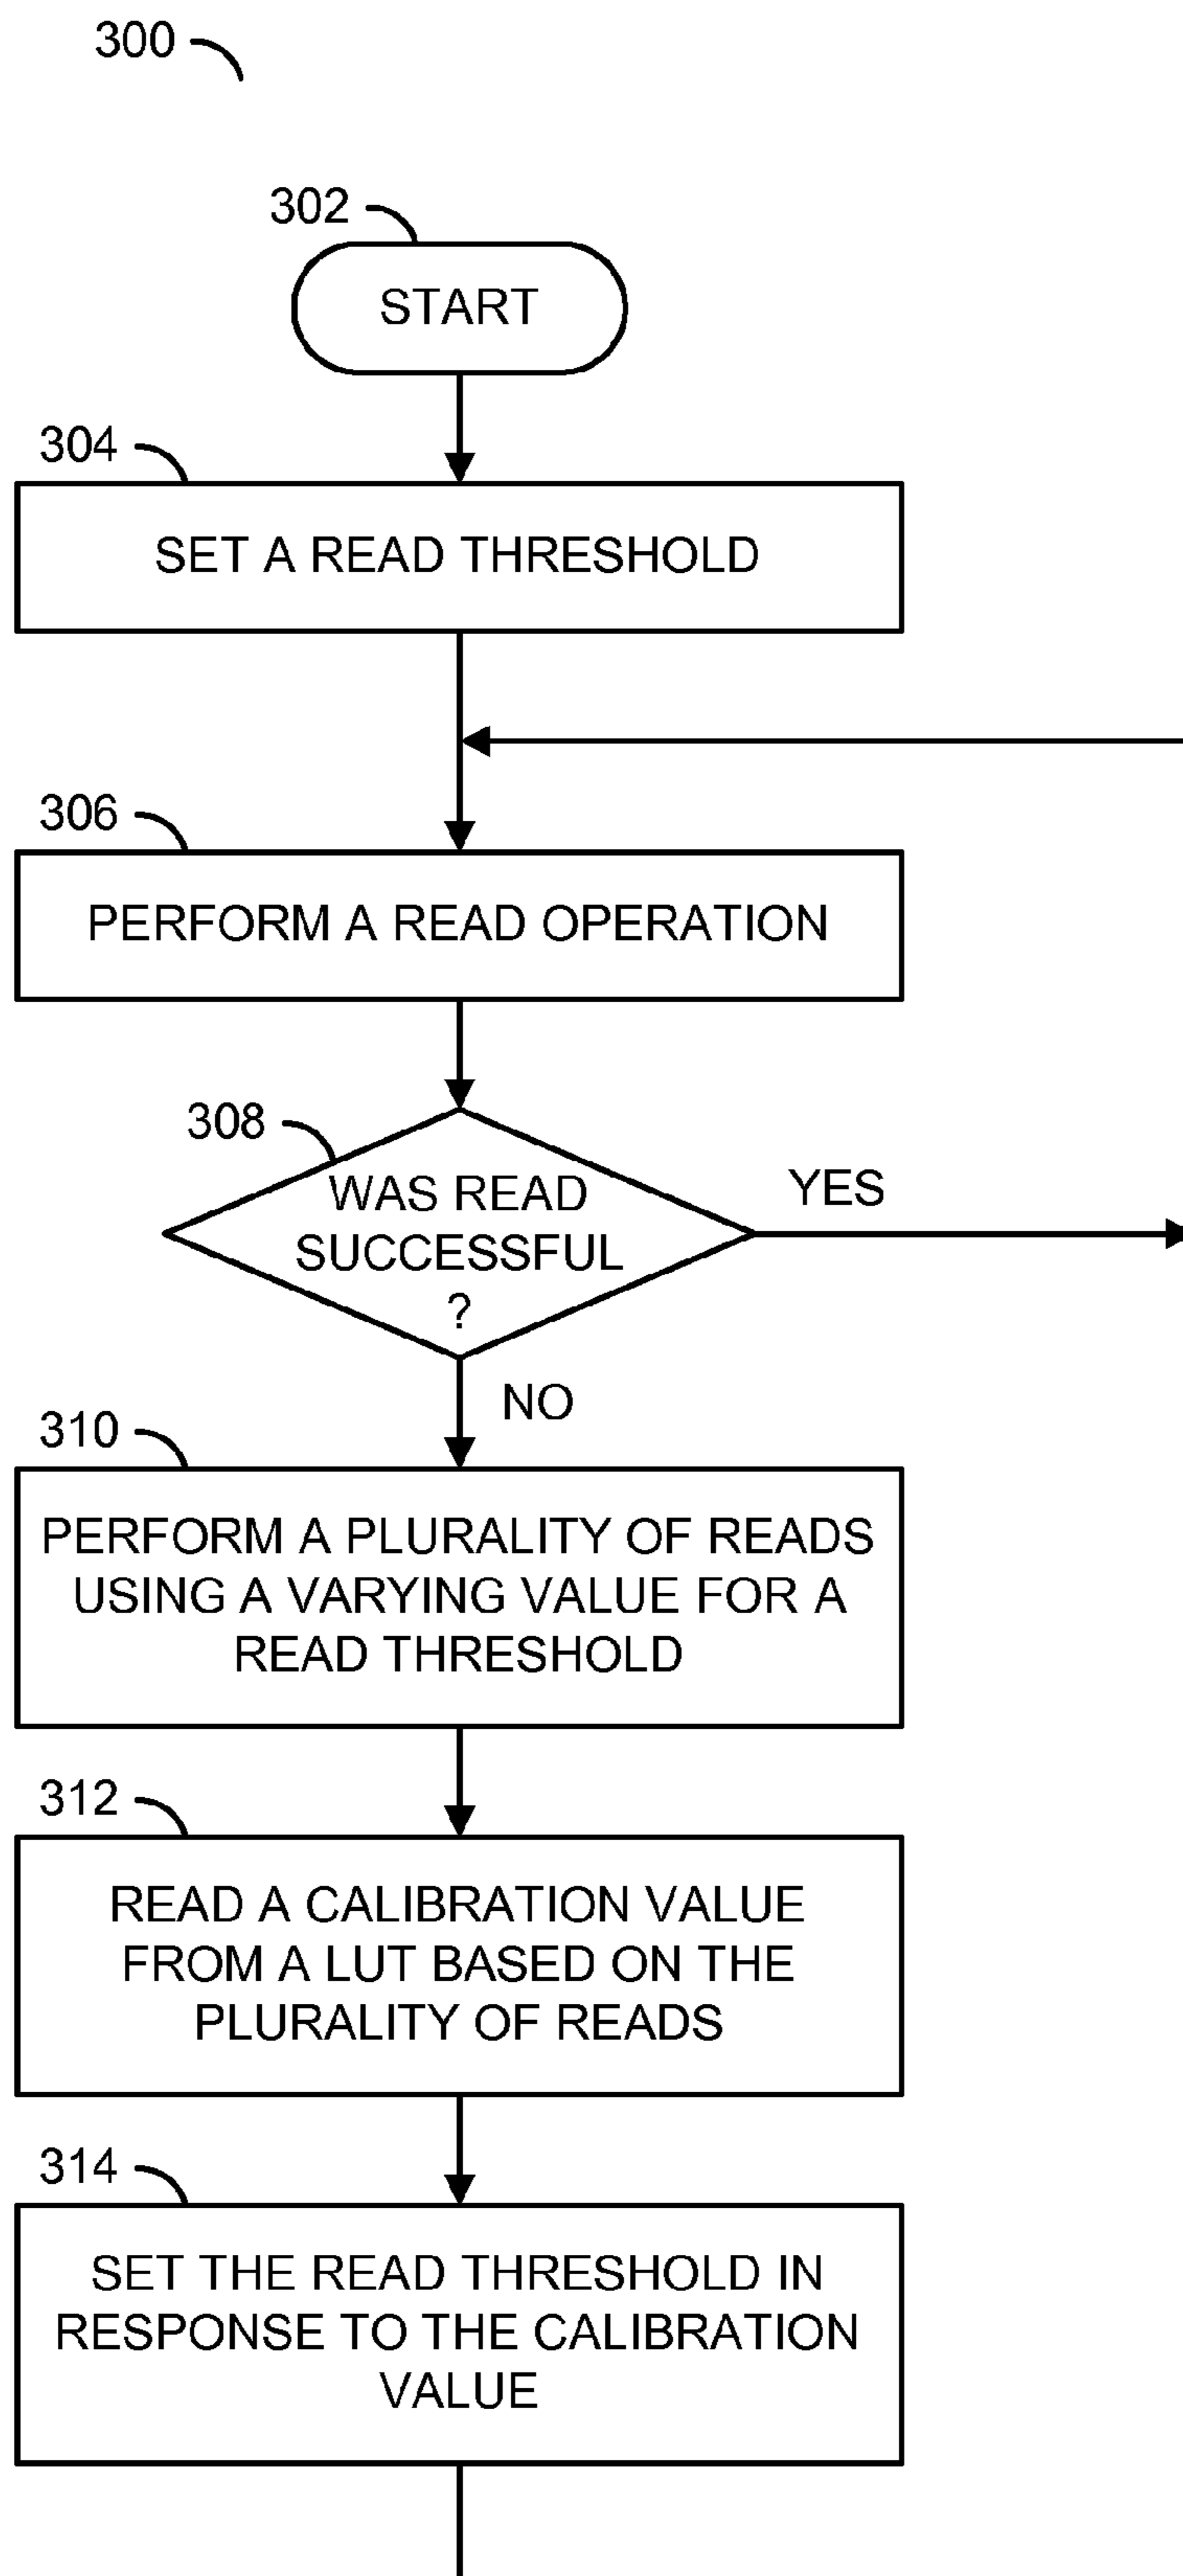 300
302
START
304
SET A READ THRESHOLD
306
PERFORM A READ OPERATION
308
WAS READ
SUCCESSFUL
?
YES
NO
310
PERFORM A PLURALITY OF READS
USING A VARYING VALUE FOR A
READ THRESHOLD
312
READ A CALIBRATION VALUE
FROM A LUT BASED ON THE
PLURALITY OF READS
314
SET THE READ THRESHOLD IN
RESPONSE TO THE CALIBRATION
VALUE